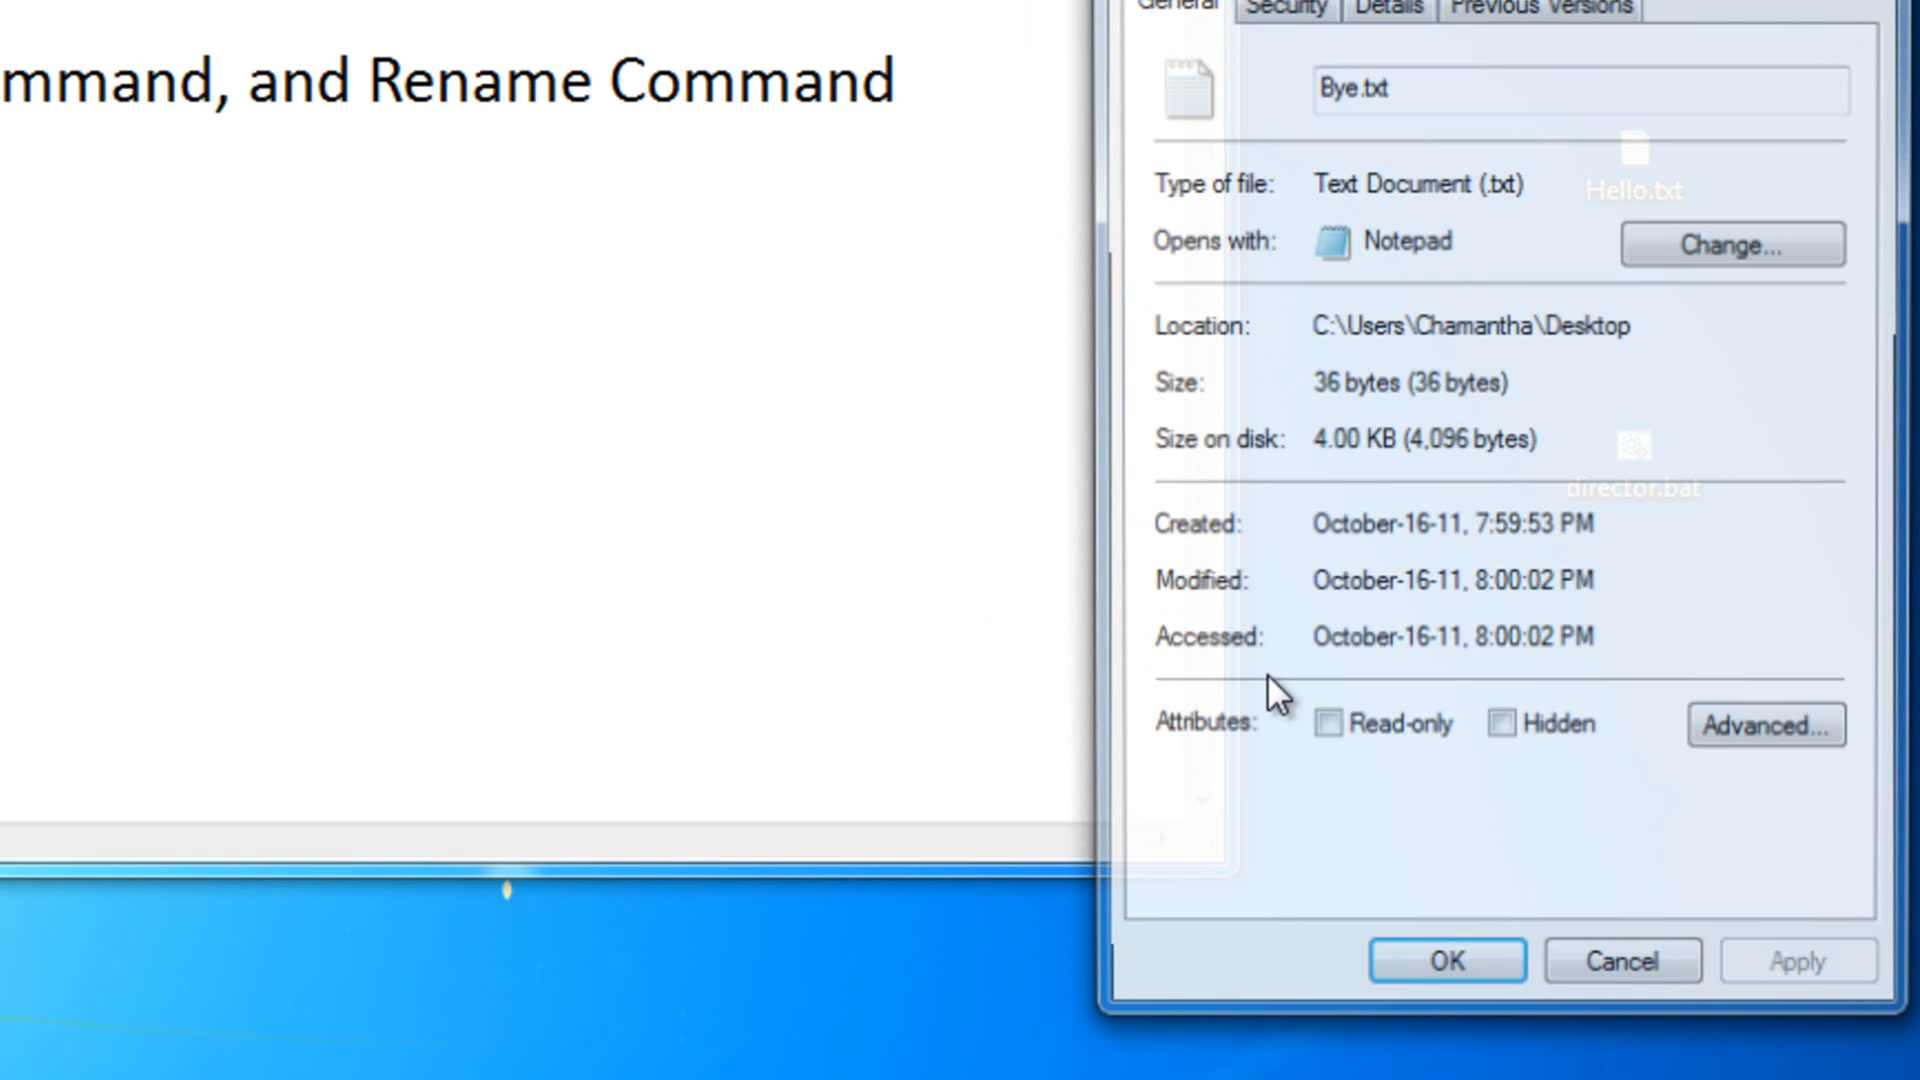 General Security Details Previous Versions
mmand, and Rename Command
Bye.txt
Hello.txt
Type of file: Text Document (.txt)
Opens with: Notepad Change...
Location: C:\Users\Chamantha\Desktop
Size: 36 bytes (36 bytes)
Size on disk: 4.00 KB (4,096 bytes)
director.bat
Created: October-16-11, 7:59:53 PM
Modified: October-16-11, 8:00:02 PM
Accessed: October-16-11, 8:00:02 PM
Attributes: Read-only Hidden Advanced...
OK Cancel Apply